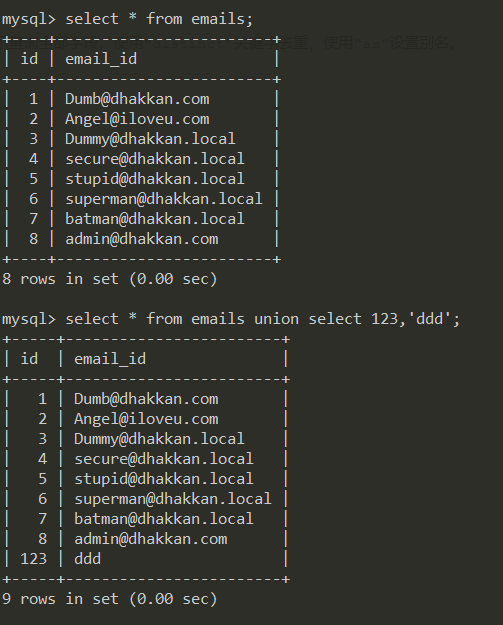 mysql> select * from emails;
+----+------------------------+
| id | email_id               |
+----+------------------------+
|  1 | Dumb@dhakkan.com       |
|  2 | Angel@iloveu.com       |
|  3 | Dummy@dhakkan.local    |
|  4 | secure@dhakkan.local   |
|  5 | stupid@dhakkan.local   |
|  6 | superman@dhakkan.local |
|  7 | batman@dhakkan.local   |
|  8 | admin@dhakkan.com      |
+----+------------------------+
8 rows in set (0.00 sec)
mysql> select * from emails union select 123,'ddd';
+-----+------------------------+
| id  | email_id               |
+-----+------------------------+
|   1 | Dumb@dhakkan.com       |
|   2 | Angel@iloveu.com       |
|   3 | Dummy@dhakkan.local    |
|   4 | secure@dhakkan.local   |
|   5 | stupid@dhakkan.local   |
|   6 | superman@dhakkan.local |
|   7 | batman@dhakkan.local   |
|   8 | admin@dhakkan.com      |
| 123 | ddd                    |
+-----+------------------------+
9 rows in set (0.00 sec)